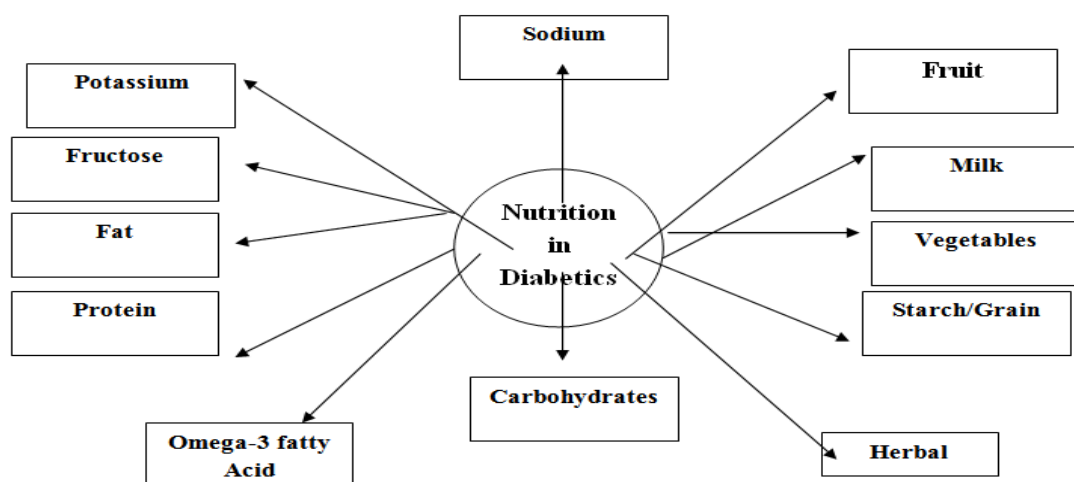 Sodium
Potassium
Fruit
Fructose
Milk
Nutrition
in
Diabetics
Fat
Vegetables
Protein
Starch/Grain
Carbohydrates
Omega-3 fatty
Acid
Herbal